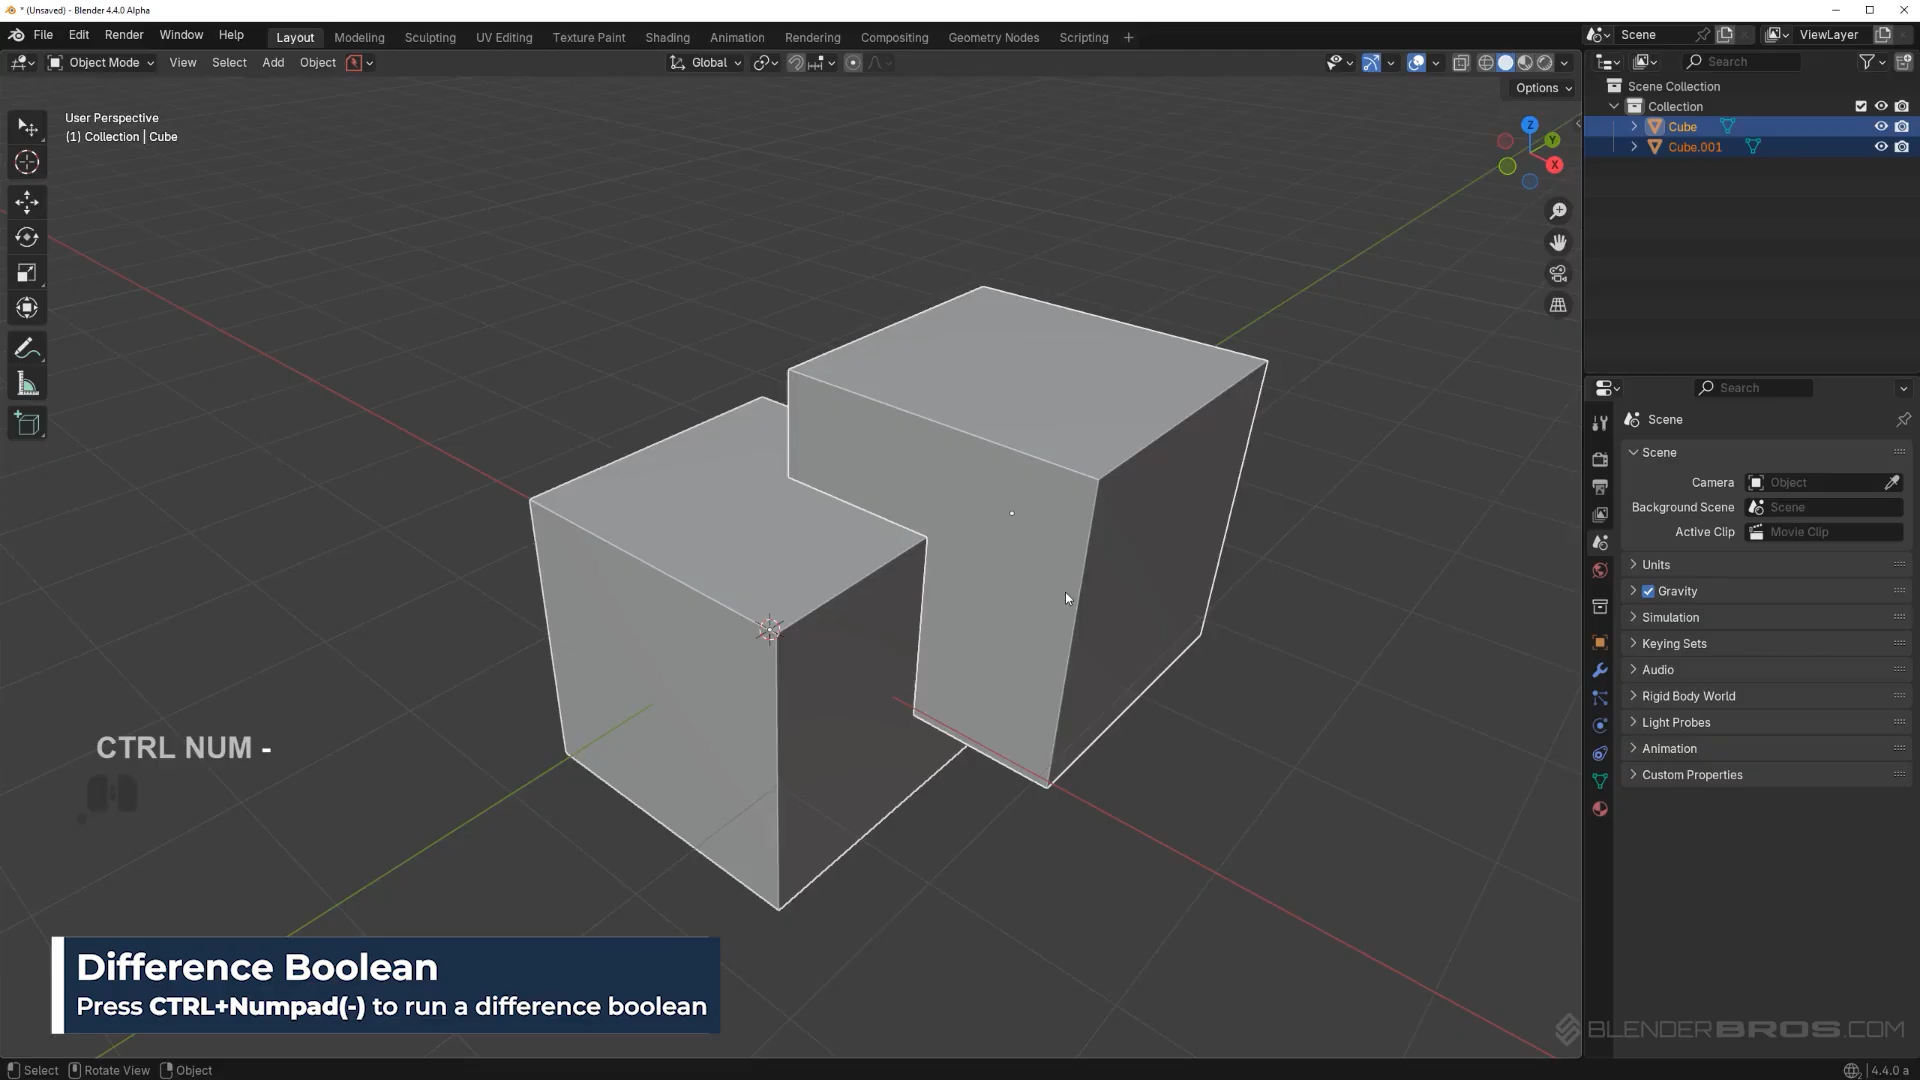 * (Unsaved) - Blender 4.4.0 Alpha
File Edit Render Window Help Layout Modeling Sculpting UV Editing Texture Paint Shading Animation Rendering Compositing Geometry Nodes Scripting + Scene ViewLayer
Object Mode View Select Add Object Global Search
Options
Scene Collection
Collection
Cube
Cube.001
User Perspective
(1) Collection | Cube
Z
Y
X
Search
Scene
Scene
Camera Object
Background Scene Scene
Active Clip Movie Clip
Units
Gravity
Simulation
Keying Sets
Audio
Rigid Body World
Light Probes
Animation
Custom Properties
CTRL NUM -
Difference Boolean
Press CTRL+Numpad(-) to run a difference boolean
BLENDERBROS.COM
Select Rotate View Object 4.4.0 a